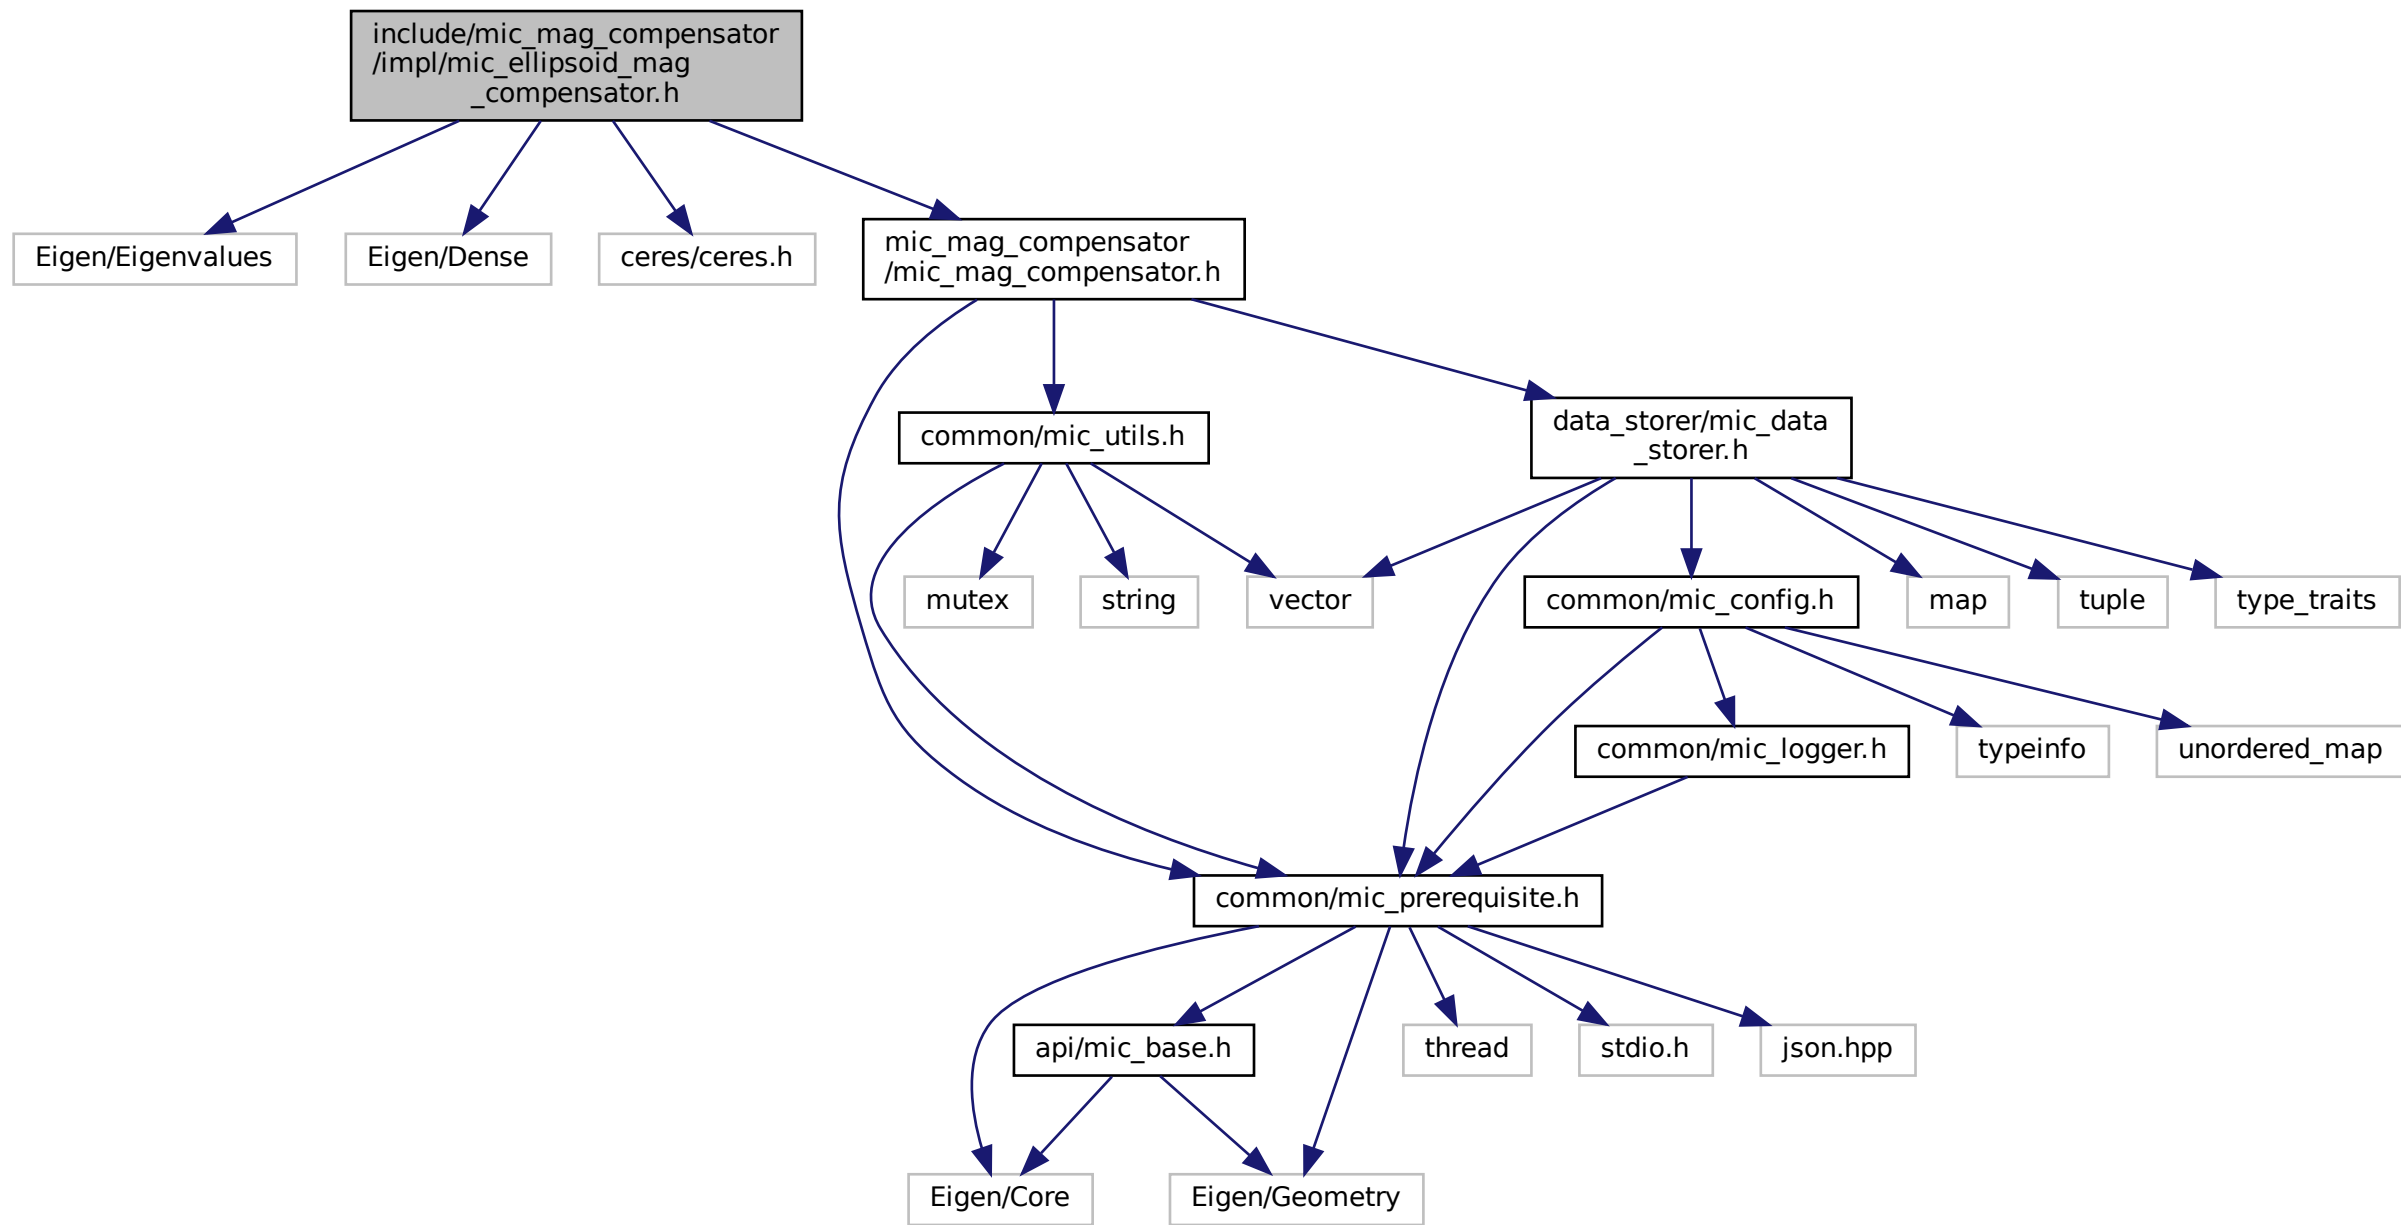 include/mic_mag_compensator
/impl/mic_ellipsoid_mag
_compensator.h
Eigen/Eigenvalues
Eigen/Dense
ceres/ceres.h
mic_mag_compensator
/mic_mag_compensator.h
common/mic_utils.h
data_storer/mic_data
_storer.h
mutex
string
vector
common/mic_config.h
map
tuple
type_traits
common/mic_logger.h
typeinfo
unordered_map
common/mic_prerequisite.h
api/mic_base.h
thread
stdio.h
json.hpp
Eigen/Core
Eigen/Geometry